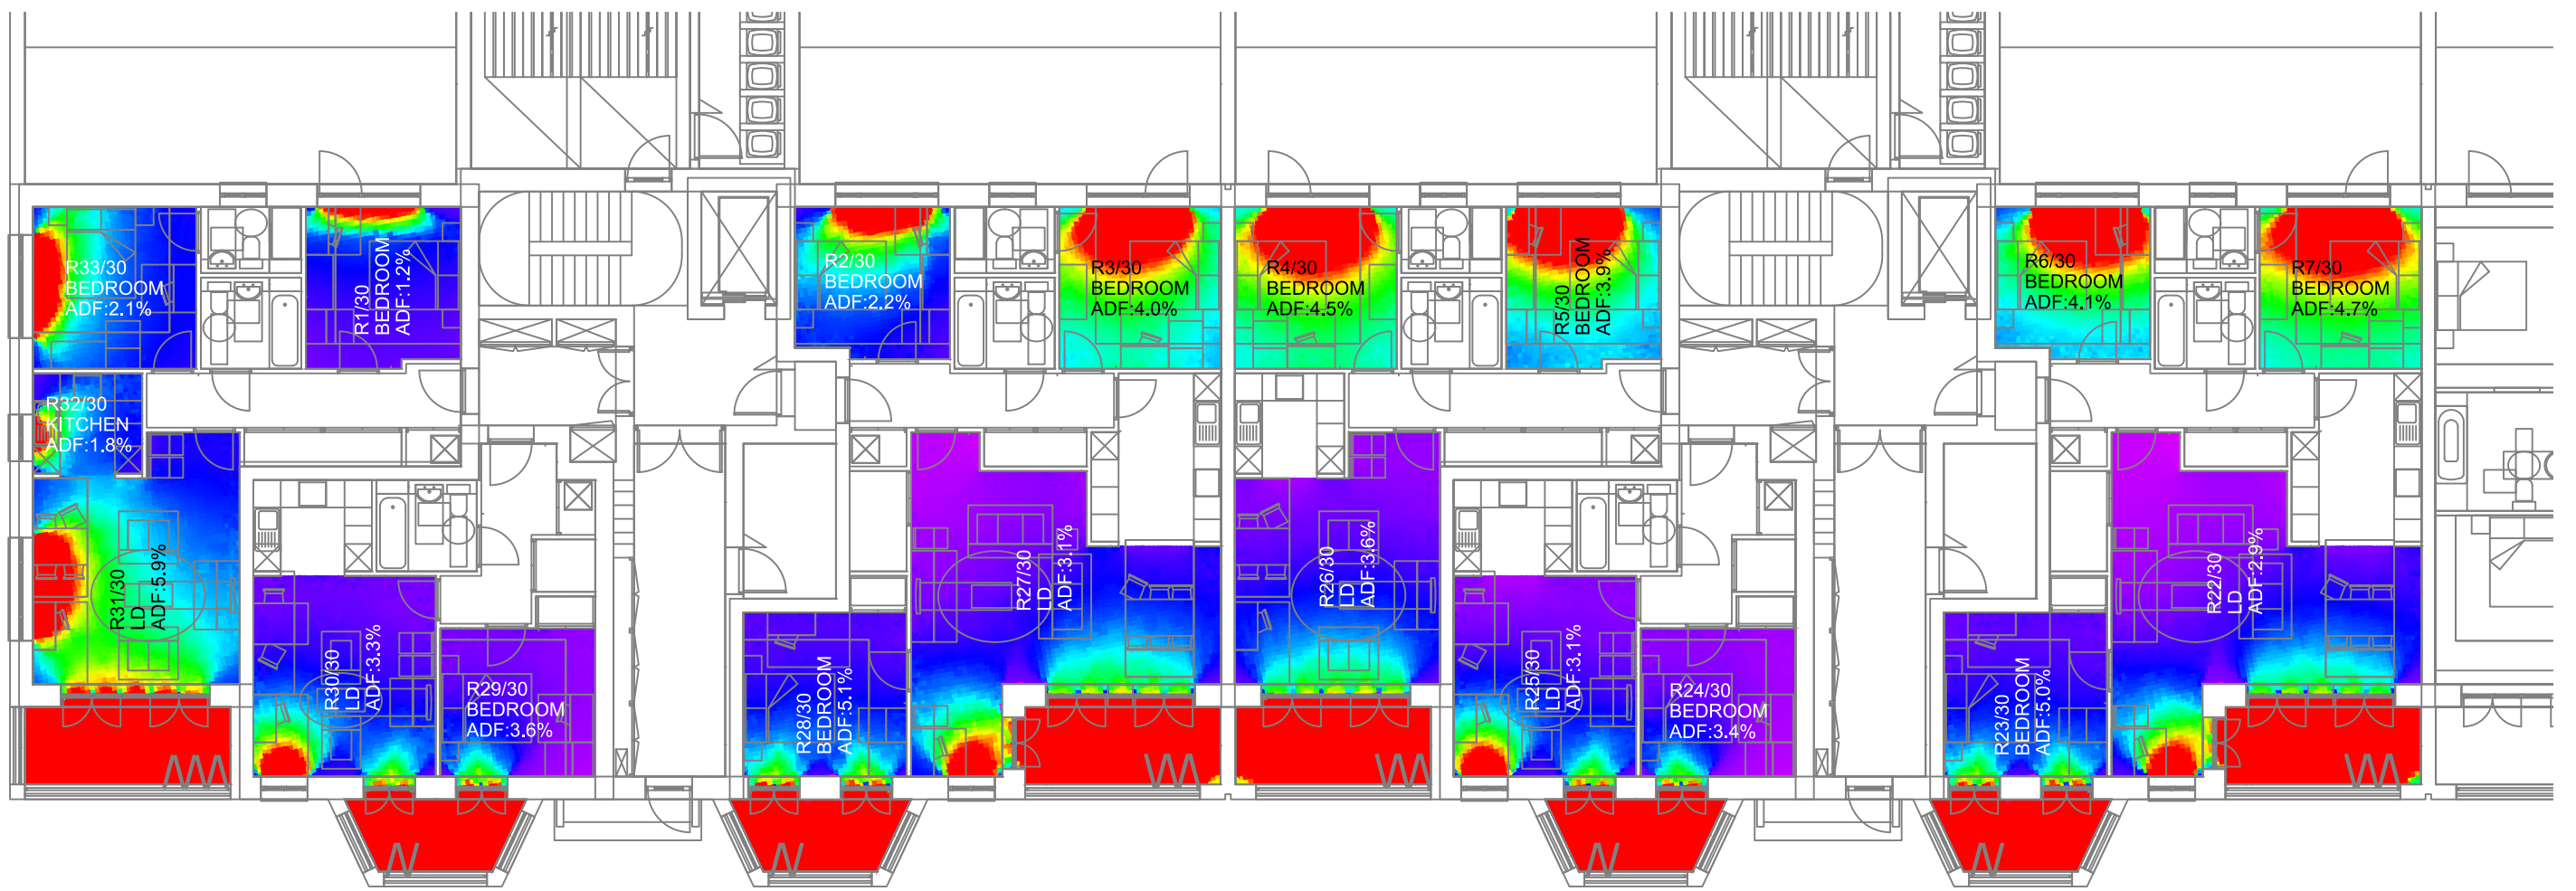 R33/30
BEDROOM
ADF:2.1%
R1/30
BEDROOM
ADF:1.2%
R2/30
BEDROOM
ADF:2.2%
R3/30
BEDROOM
ADF:4.0%
R4/30
BEDROOM
ADF:4.5%
R5/30
BEDROOM
ADF:3.9%
R6/30
BEDROOM
ADF:4.1%
R7/30
BEDROOM
ADF:4.7%
R32/30
KITCHEN
ADF:1.8%
R31/30
LD
ADF:5.9%
R30/30
LD
ADF:3.3%
R29/30
BEDROOM
ADF:3.6%
R28/30
BEDROOM
ADF:5.1%
R27/30
LD
ADF:3.1%
R26/30
LD
ADF:3.6%
R25/30
LD
ADF:3.1%
R24/30
BEDROOM
ADF:3.4%
R23/30
BEDROOM
ADF:5.0%
R22/30
LD
ADF:2.9%